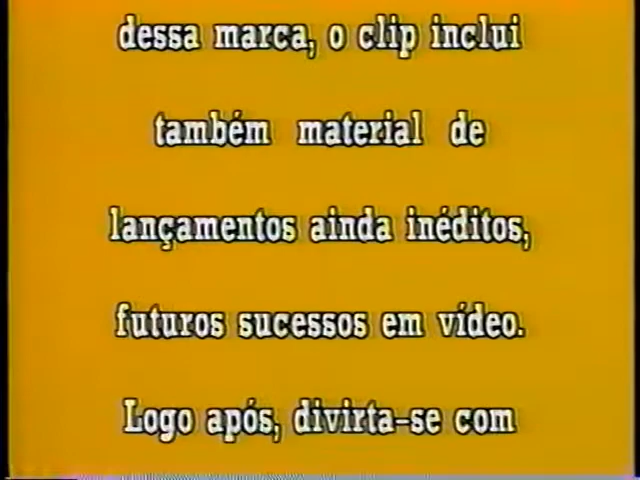 dessa marca, o clip inclui
também material de
lançamentos ainda inéditos,
futuros sucessos em vídeo.
Logo após, divirta-se com